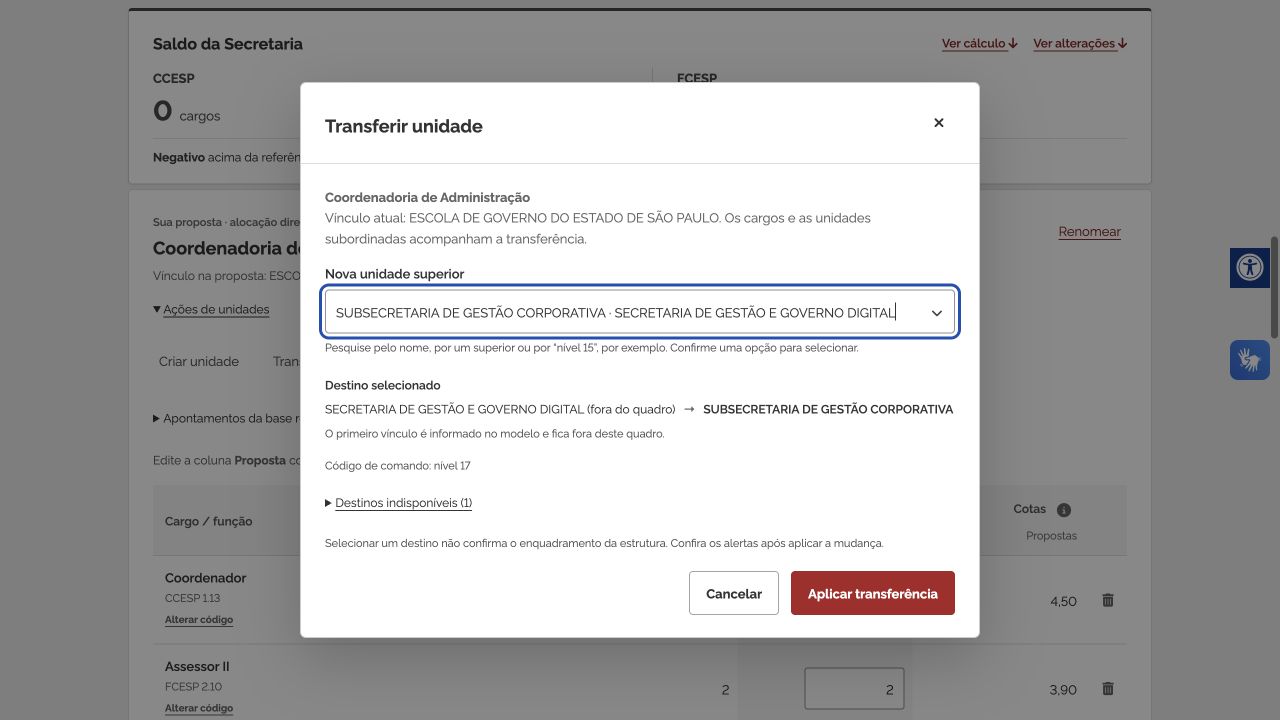 Saldo da Secretaria
Ver cálculo
Ver alterações
CCESP
FCESP
0 cargos
Negativo acima da
Transferir unidade
Coordenadoria de Administração
Vínculo atual: ESCOLA DE GOVERNO DO ESTADO DE SÃO PAULO. Os cargos e as unidades
subordinadas acompanham a transferência.
Nova unidade superior
SUBSECRETARIA DE GESTÃO CORPORATIVA · SECRETARIA DE GESTÃO E GOVERNO DIGITAL
Pesquise pelo nome, por um superior ou por “nível 15”, por exemplo. Confirme uma opção para selecionar.
Destino selecionado
SECRETARIA DE GESTÃO E GOVERNO DIGITAL (fora do quadro) → SUBSECRETARIA DE GESTÃO CORPORATIVA
O primeiro vínculo é informado no modelo e fica fora deste quadro.
Código de comando: nível 17
Destinos indisponíveis (1)
Selecionar um destino não confirma o enquadramento da estrutura. Confira os alertas após aplicar a mudança.
Cancelar
Aplicar transferência
Sua proposta · alocação
Coordenadoria
Renomear
Vínculo na proposta:
Ações de unidades
Criar unidade
Apontamentos da base
Edite a coluna Proposta
Cargo / função
Cotas
Propostas
Coordenador
CCESP 1.13
Alterar código
4,50
Assessor II
FCESP 2.10
Alterar código
2
2
3,90